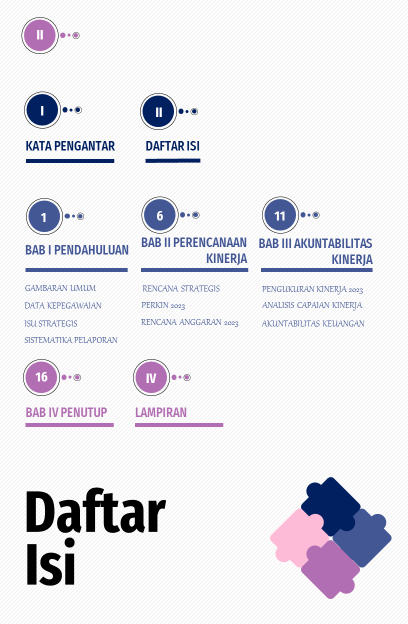 II
I
II
KATA PENGANTAR
DAFTAR ISI
1
6
11
BAB I PENDAHULUAN
BAB II PERENCANAAN
KINERJA
BAB III AKUNTABILITAS
KINERJA
GAMBARAN UMUM
DATA KEPEGAWAIAN
ISU STRATEGIS
SISTEMATIKA PELAPORAN
RENCANA STRATEGIS
PERKIN 2023
RENCANA ANGGARAN 2023
PENGUKURAN KINERJA 2023
ANALISIS CAPAIAN KINERJA
AKUNTABILITAS KEUANGAN
16
IV
BAB IV PENUTUP
LAMPIRAN
Daftar
Isi